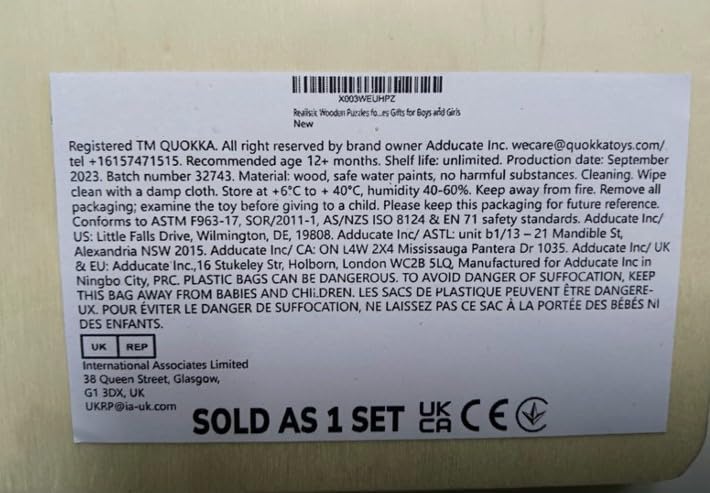 X003WEUHPZ
Realistic Wooden Puzzles fo...es Gifts for Boys and Girls
New
Registered TM QUOKKA. All right reserved by brand owner Adducate Inc. wecare@quokkatoys.com/
tel +16157471515. Recommended age 12+ months. Shelf life: unlimited. Production date: September
2023. Batch number 32743. Material: wood, safe water paints, no harmful substances. Cleaning. Wipe
clean with a damp cloth. Store at +6°C to + 40°C, humidity 40-60%. Keep away from fire. Remove all
packaging; examine the toy before giving to a child. Please keep this packaging for future reference.
Conforms to ASTM F963-17, SOR/2011-1, AS/NZS ISO 8124 & EN 71 safety standards. Adducate Inc/
US: Little Falls Drive, Wilmington, DE, 19808. Adducate Inc/ ASTL: unit b1/13 – 21 Mandible St,
Alexandria NSW 2015. Adducate Inc/ CA: ON L4W 2X4 Mississauga Pantera Dr 1035. Adducate Inc/ UK
& EU: Adducate Inc.,16 Stukeley Str, Holborn, London WC2B 5LQ. Manufactured for Adducate Inc in
Ningbo City, PRC. PLASTIC BAGS CAN BE DANGEROUS. TO AVOID DANGER OF SUFFOCATION, KEEP
THIS BAG AWAY FROM BABIES AND CHILDREN. LES SACS DE PLASTIQUE PEUVENT ÊTRE DANGERE-
UX. POUR ÉVITER LE DANGER DE SUFFOCATION, NE LAISSEZ PAS CE SAC À LA PORTÉE DES BÉBÉS NI
DES ENFANTS.
UK REP
International Associates Limited
38 Queen Street, Glasgow,
G1 3DX, UK
UKRP@ia-uk.com
SOLD AS 1 SET UK CA CE